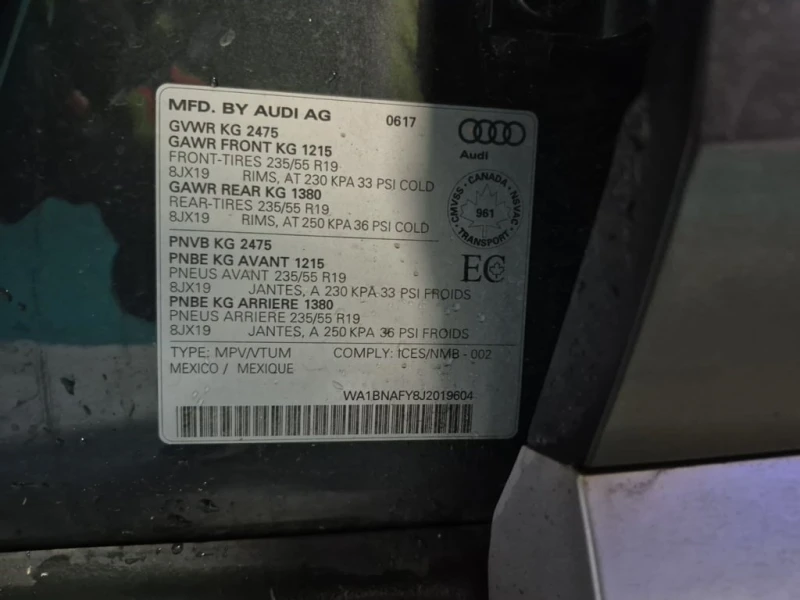 MFD. BY AUDI AG 0617
GVWR KG 2475
GAWR FRONT KG 1215
FRONT-TIRES 235/55 R19
8JX19 RIMS, AT 230 KPA 33 PSI COLD
GAWR REAR KG 1380
REAR-TIRES 235/55 R19
8JX19 RIMS, AT 250 KPA 36 PSI COLD
Audi
CANADA
CMVSS - NSVAC
961
TRANSPORT
PNVB KG 2475
PNBE KG AVANT 1215
PNEUS AVANT 235/55 R19
8JX19 JANTES, A 230 KPA 33 PSI FROIDS
PNBE KG ARRIERE 1380
PNEUS ARRIERE 235/55 R19
8JX19 JANTES, A 250 KPA 36 PSI FROIDS
EC
TYPE: MPV/VTUM COMPLY: ICES/NMB - 002
MEXICO / MEXIQUE
WA1BNAFY8J2019604